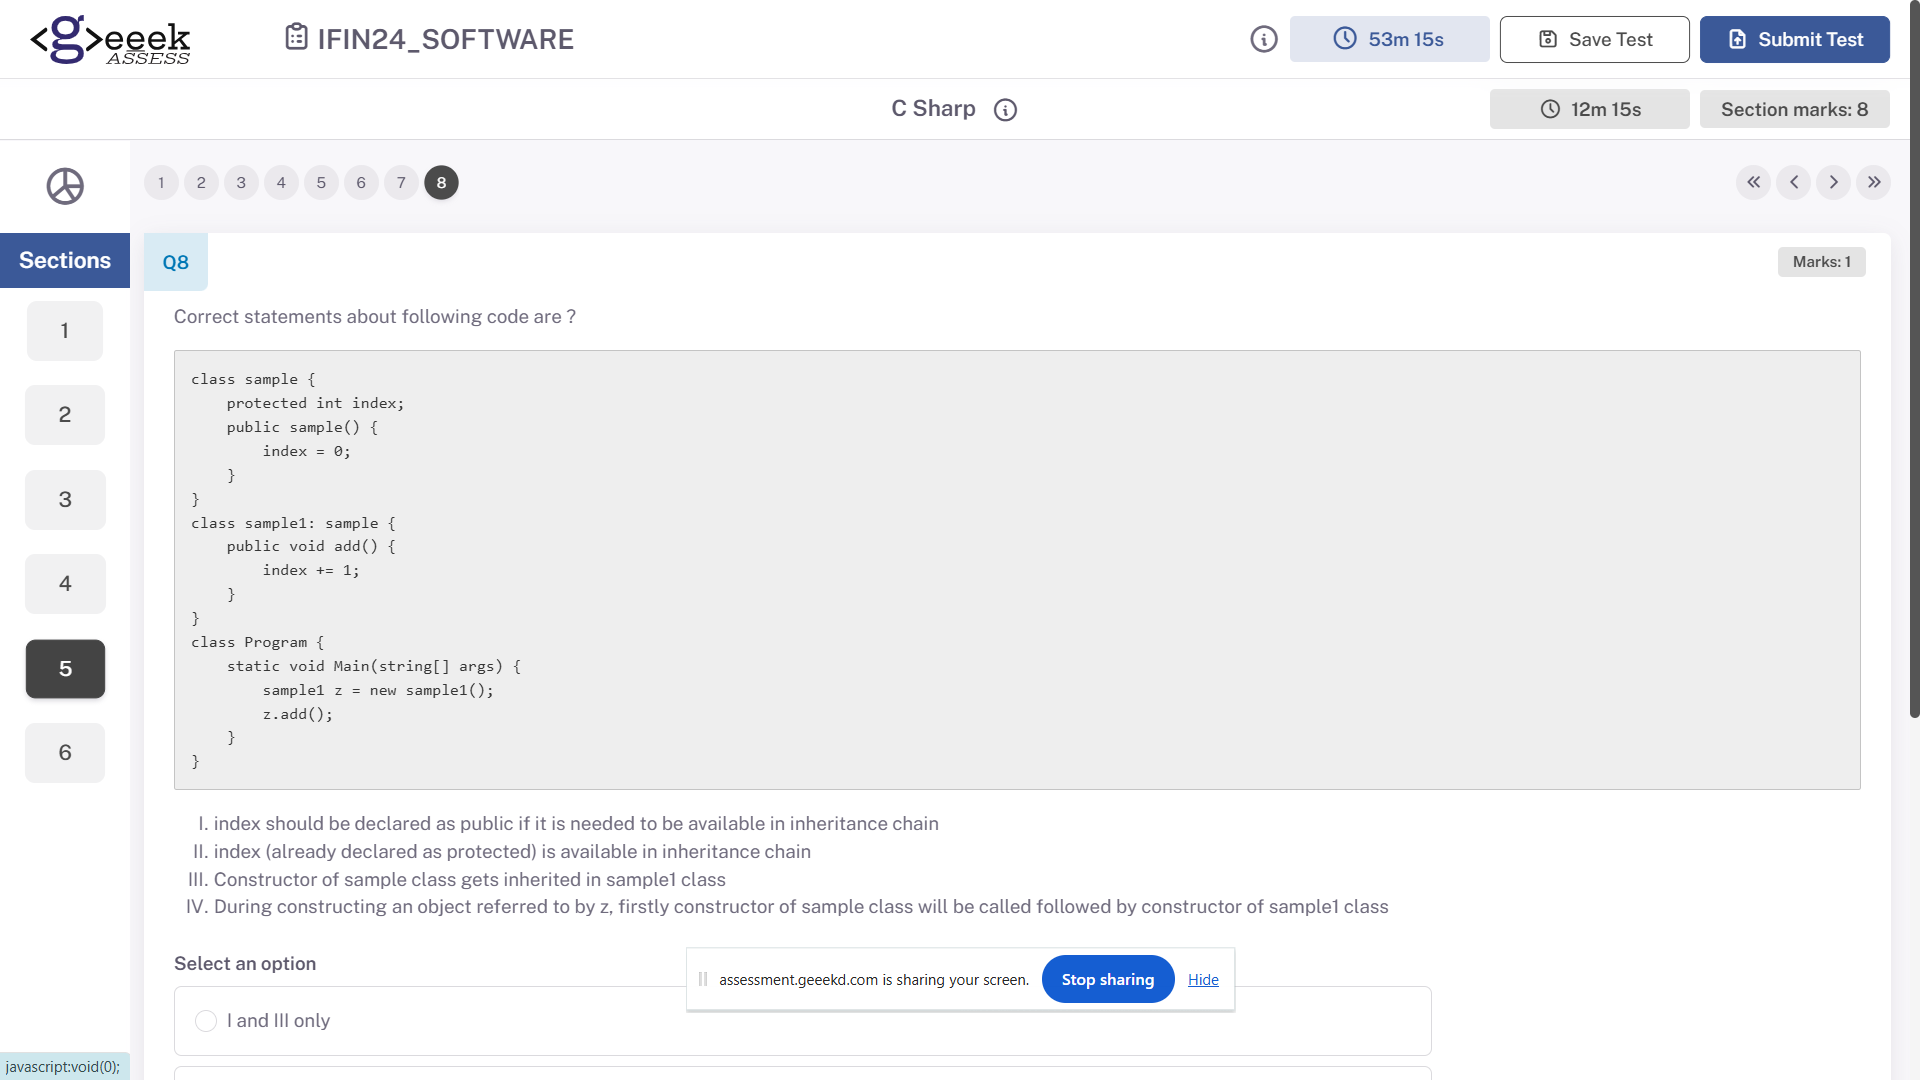 <g>eeek
ASSESS
IFIN24_SOFTWARE
53m 15s
Save Test
Submit Test
C Sharp
12m 15s
Section marks: 8
1 2 3 4 5 6 7 8
Sections
1
2
3
4
5
6
Q8
Marks: 1
Correct statements about following code are ?
class sample {
    protected int index;
    public sample() {
        index = 0;
    }
}
class sample1: sample {
    public void add() {
        index += 1;
    }
}
class Program {
    static void Main(string[] args) {
        sample1 z = new sample1();
        z.add();
    }
}
I. index should be declared as public if it is needed to be available in inheritance chain
II. index (already declared as protected) is available in inheritance chain
III. Constructor of sample class gets inherited in sample1 class
IV. During constructing an object referred to by z, firstly constructor of sample class will be called followed by constructor of sample1 class
Select an option
assessment.geeekd.com is sharing your screen.
Stop sharing
Hide
I and III only
javascript:void(0);